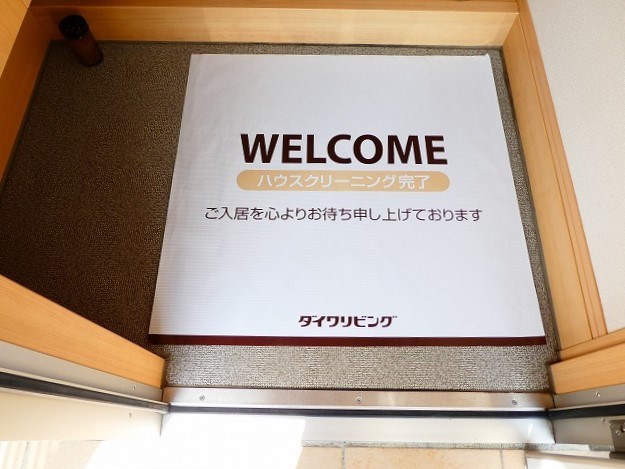 WELCOME
ハウスクリーニング完了
ご入居を心よりお待ち申し上げております
ダイワリビング